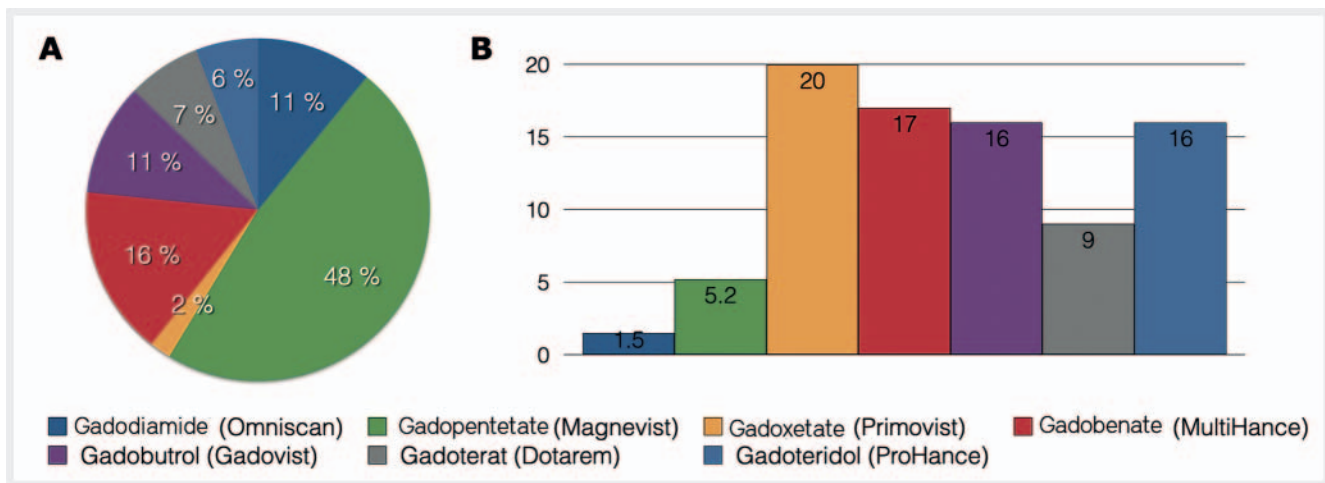 A
6 %
11 %
7 %
11 %
16 %
2 %
48 %
B
20
15
10
5
0
1.5
5.2
20
17
16
9
16
Gadodiamide (Omniscan)
Gadopentetate (Magnevist)
Gadoxetate (Primovist)
Gadobenate (MultiHance)
Gadobutrol (Gadovist)
Gadoterat (Dotarem)
Gadoteridol (ProHance)